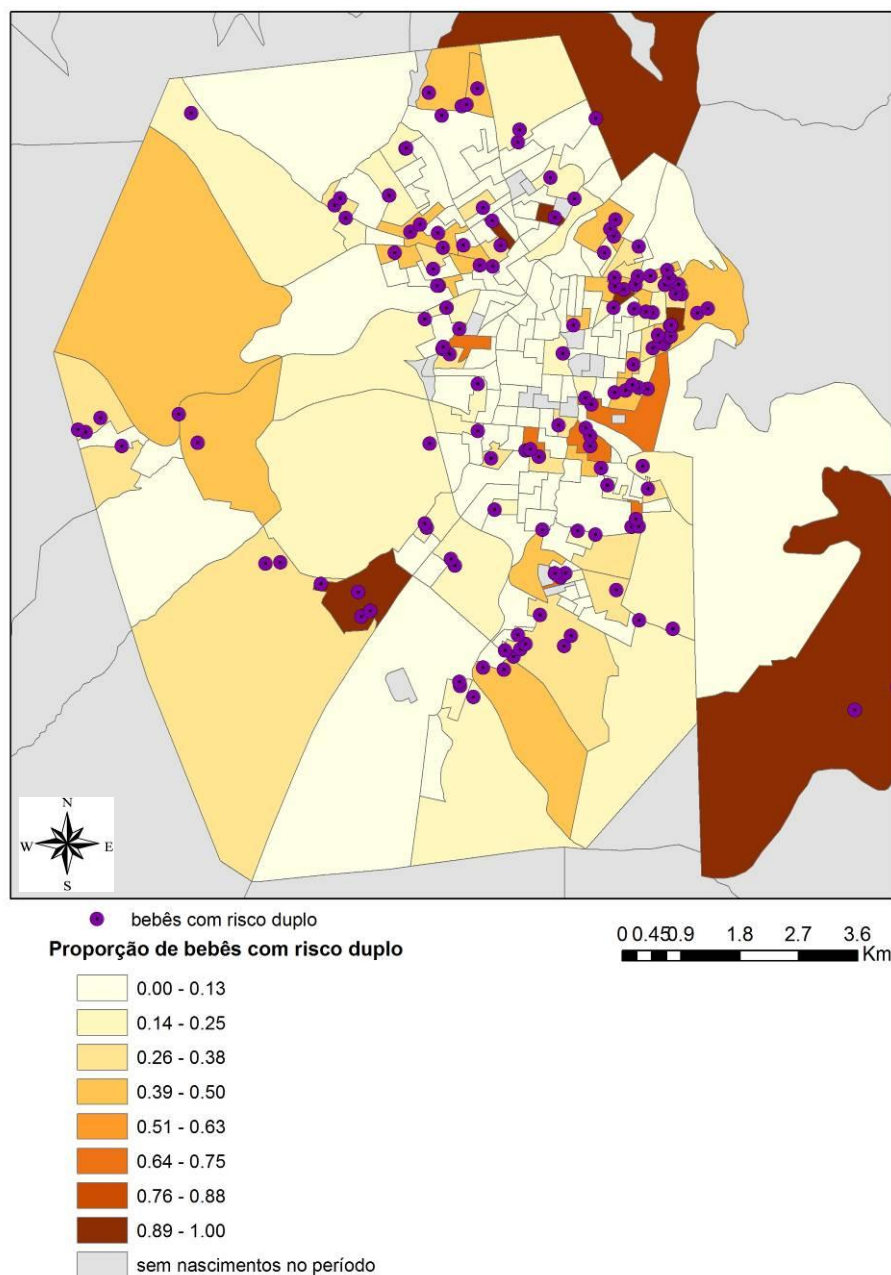 N
W E
S
bebês com risco duplo
Proporção de bebês com risco duplo
0 0.450.9 1.8 2.7 3.6
Km
0.00 - 0.13
0.14 - 0.25
0.26 - 0.38
0.39 - 0.50
0.51 - 0.63
0.64 - 0.75
0.76 - 0.88
0.89 - 1.00
sem nascimentos no período